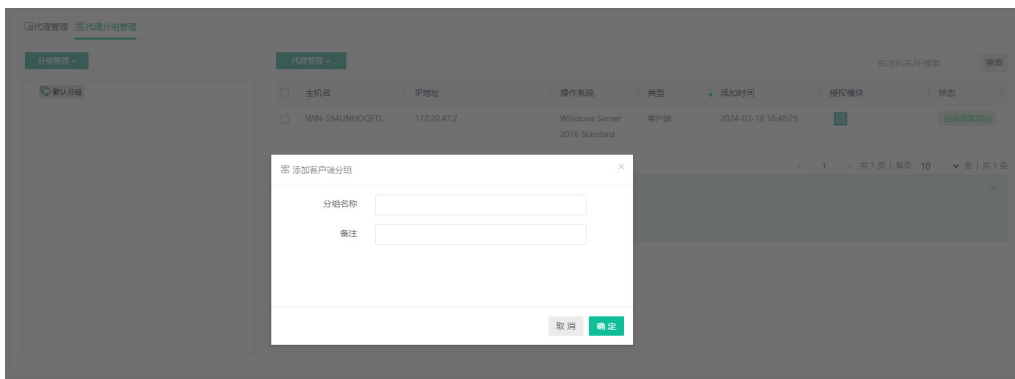 代理管理 代理分组管理
分组管理
代理管理
按主机名/IP搜索 搜索
默认分组
主机名 IP地址 操作系统 类型 添加时间 授权模块 状态
WIN-S94UNHDQFTL 172.20.47.2 Windows Server 2016 Standard 客户端 2024-03-18 16:48:29
添加客户端分组
1 共 1 页 | 每页 10 条 | 共 1 条
分组名称
备注
取消 确定